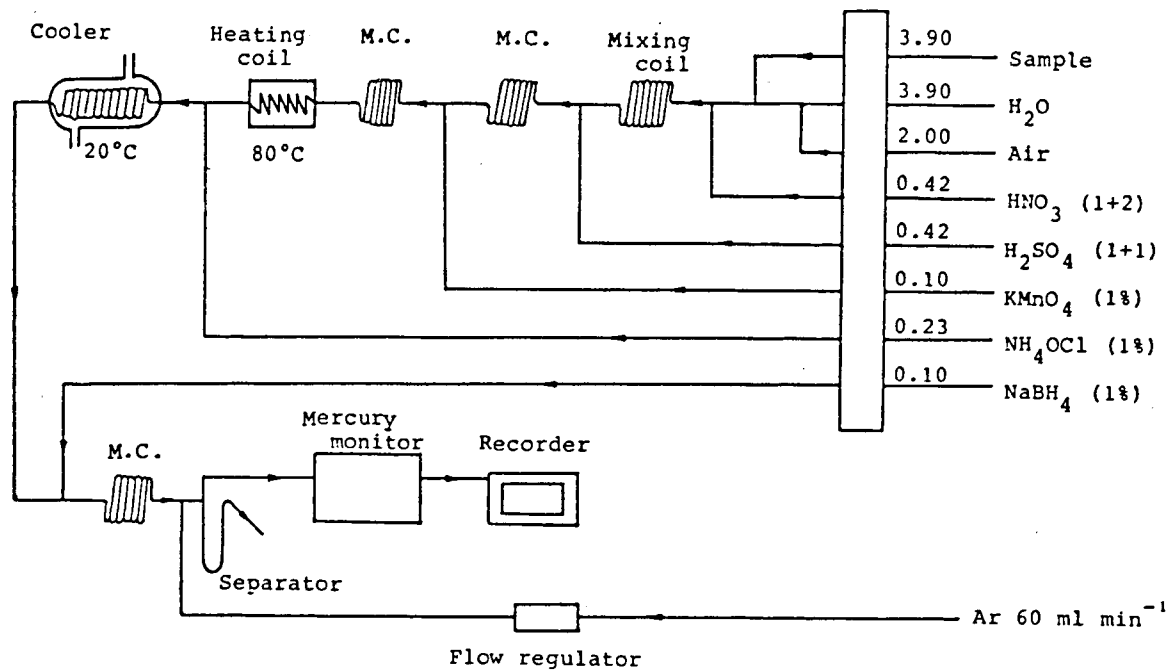 Cooler
Heating
coil
M.C.
M.C.
Mixing
coil
20°C
80°C
3.90
Sample
3.90
H₂O
2.00
Air
0.42
HNO₃ (1+2)
0.42
H₂SO₄ (1+1)
0.10
KMnO₄ (1%)
0.23
NH₄OCl (1%)
0.10
NaBH₄ (1%)
M.C.
Mercury
monitor
Recorder
Separator
Ar 60 ml min⁻¹
Flow regulator